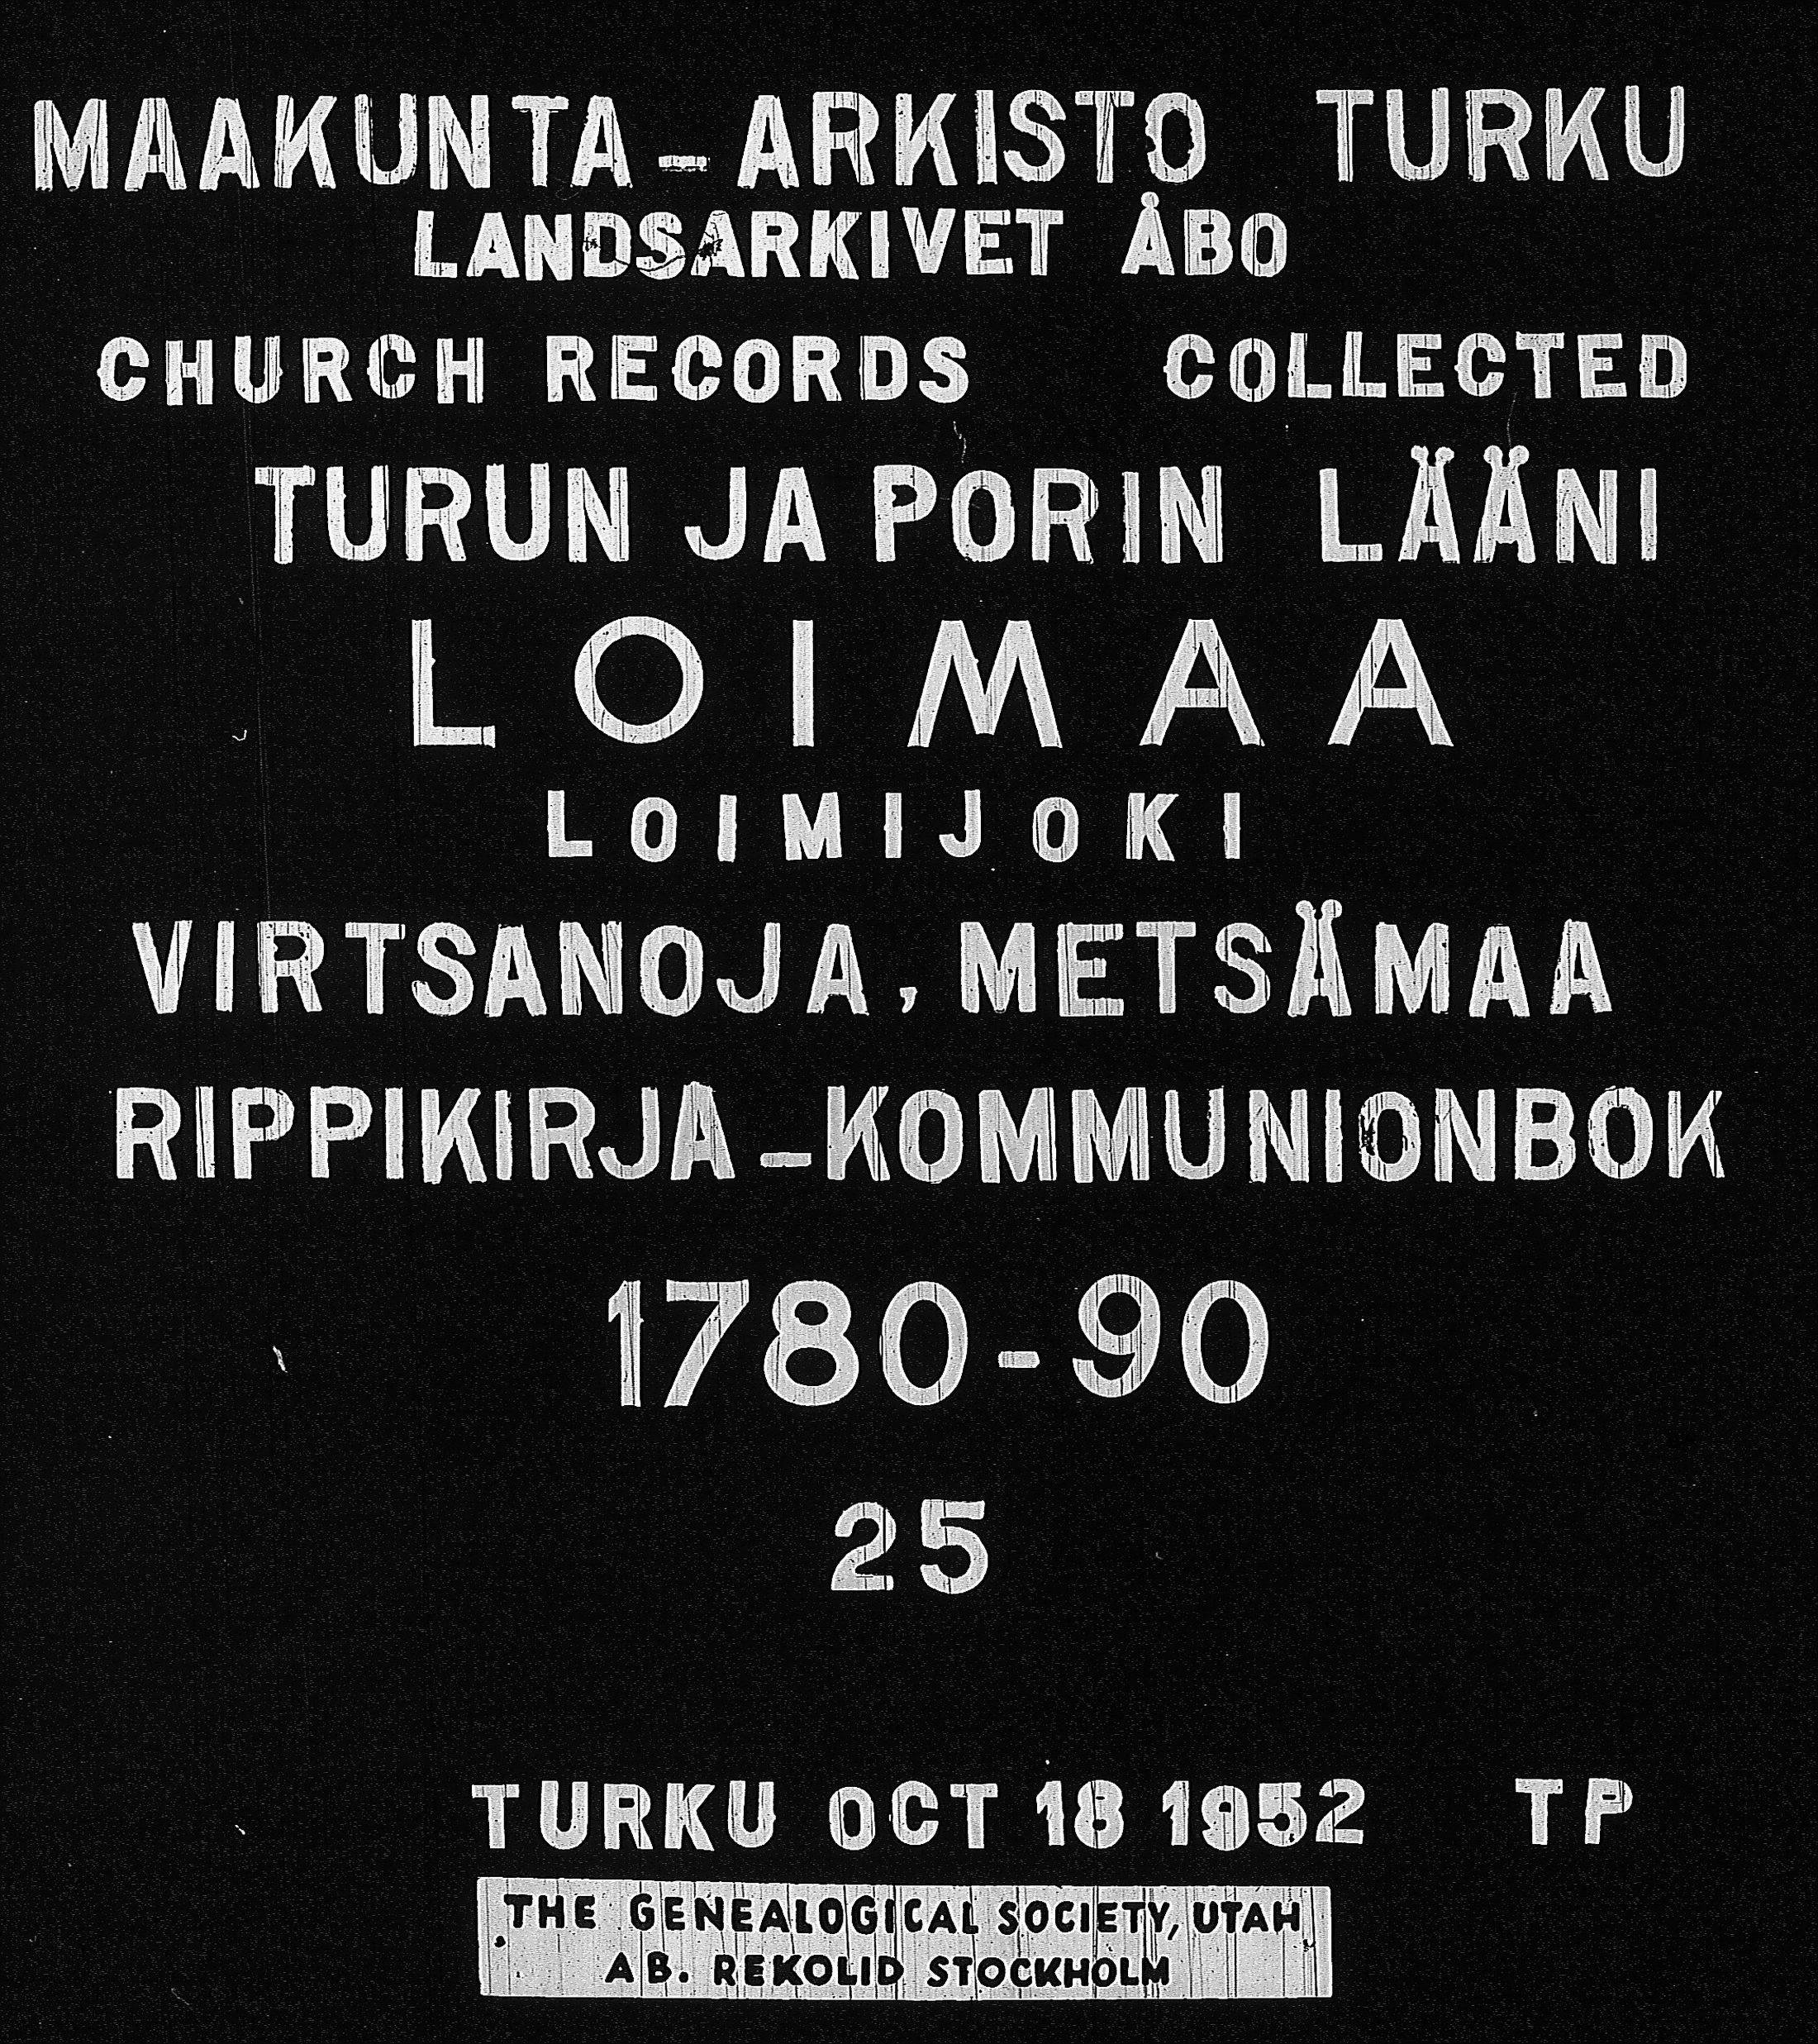 MAAKUNTA-ARKISTO TURKU
LANDSARKIVET ÅBO
CHURCH RECORDS COLLECTED
TURUN JA PORIN LÄÄNI
LOIMAA
LOIMIJOKI
VIRTSANOJA, METSÄMAA
RIPPIKIRJA-KOMMUNIONBOK
1780-90
25
TURKU OCT 18 1952 TP
THE GENEALOGICAL SOCIETY, UTAH
AB. REKOLID STOCKHOLM